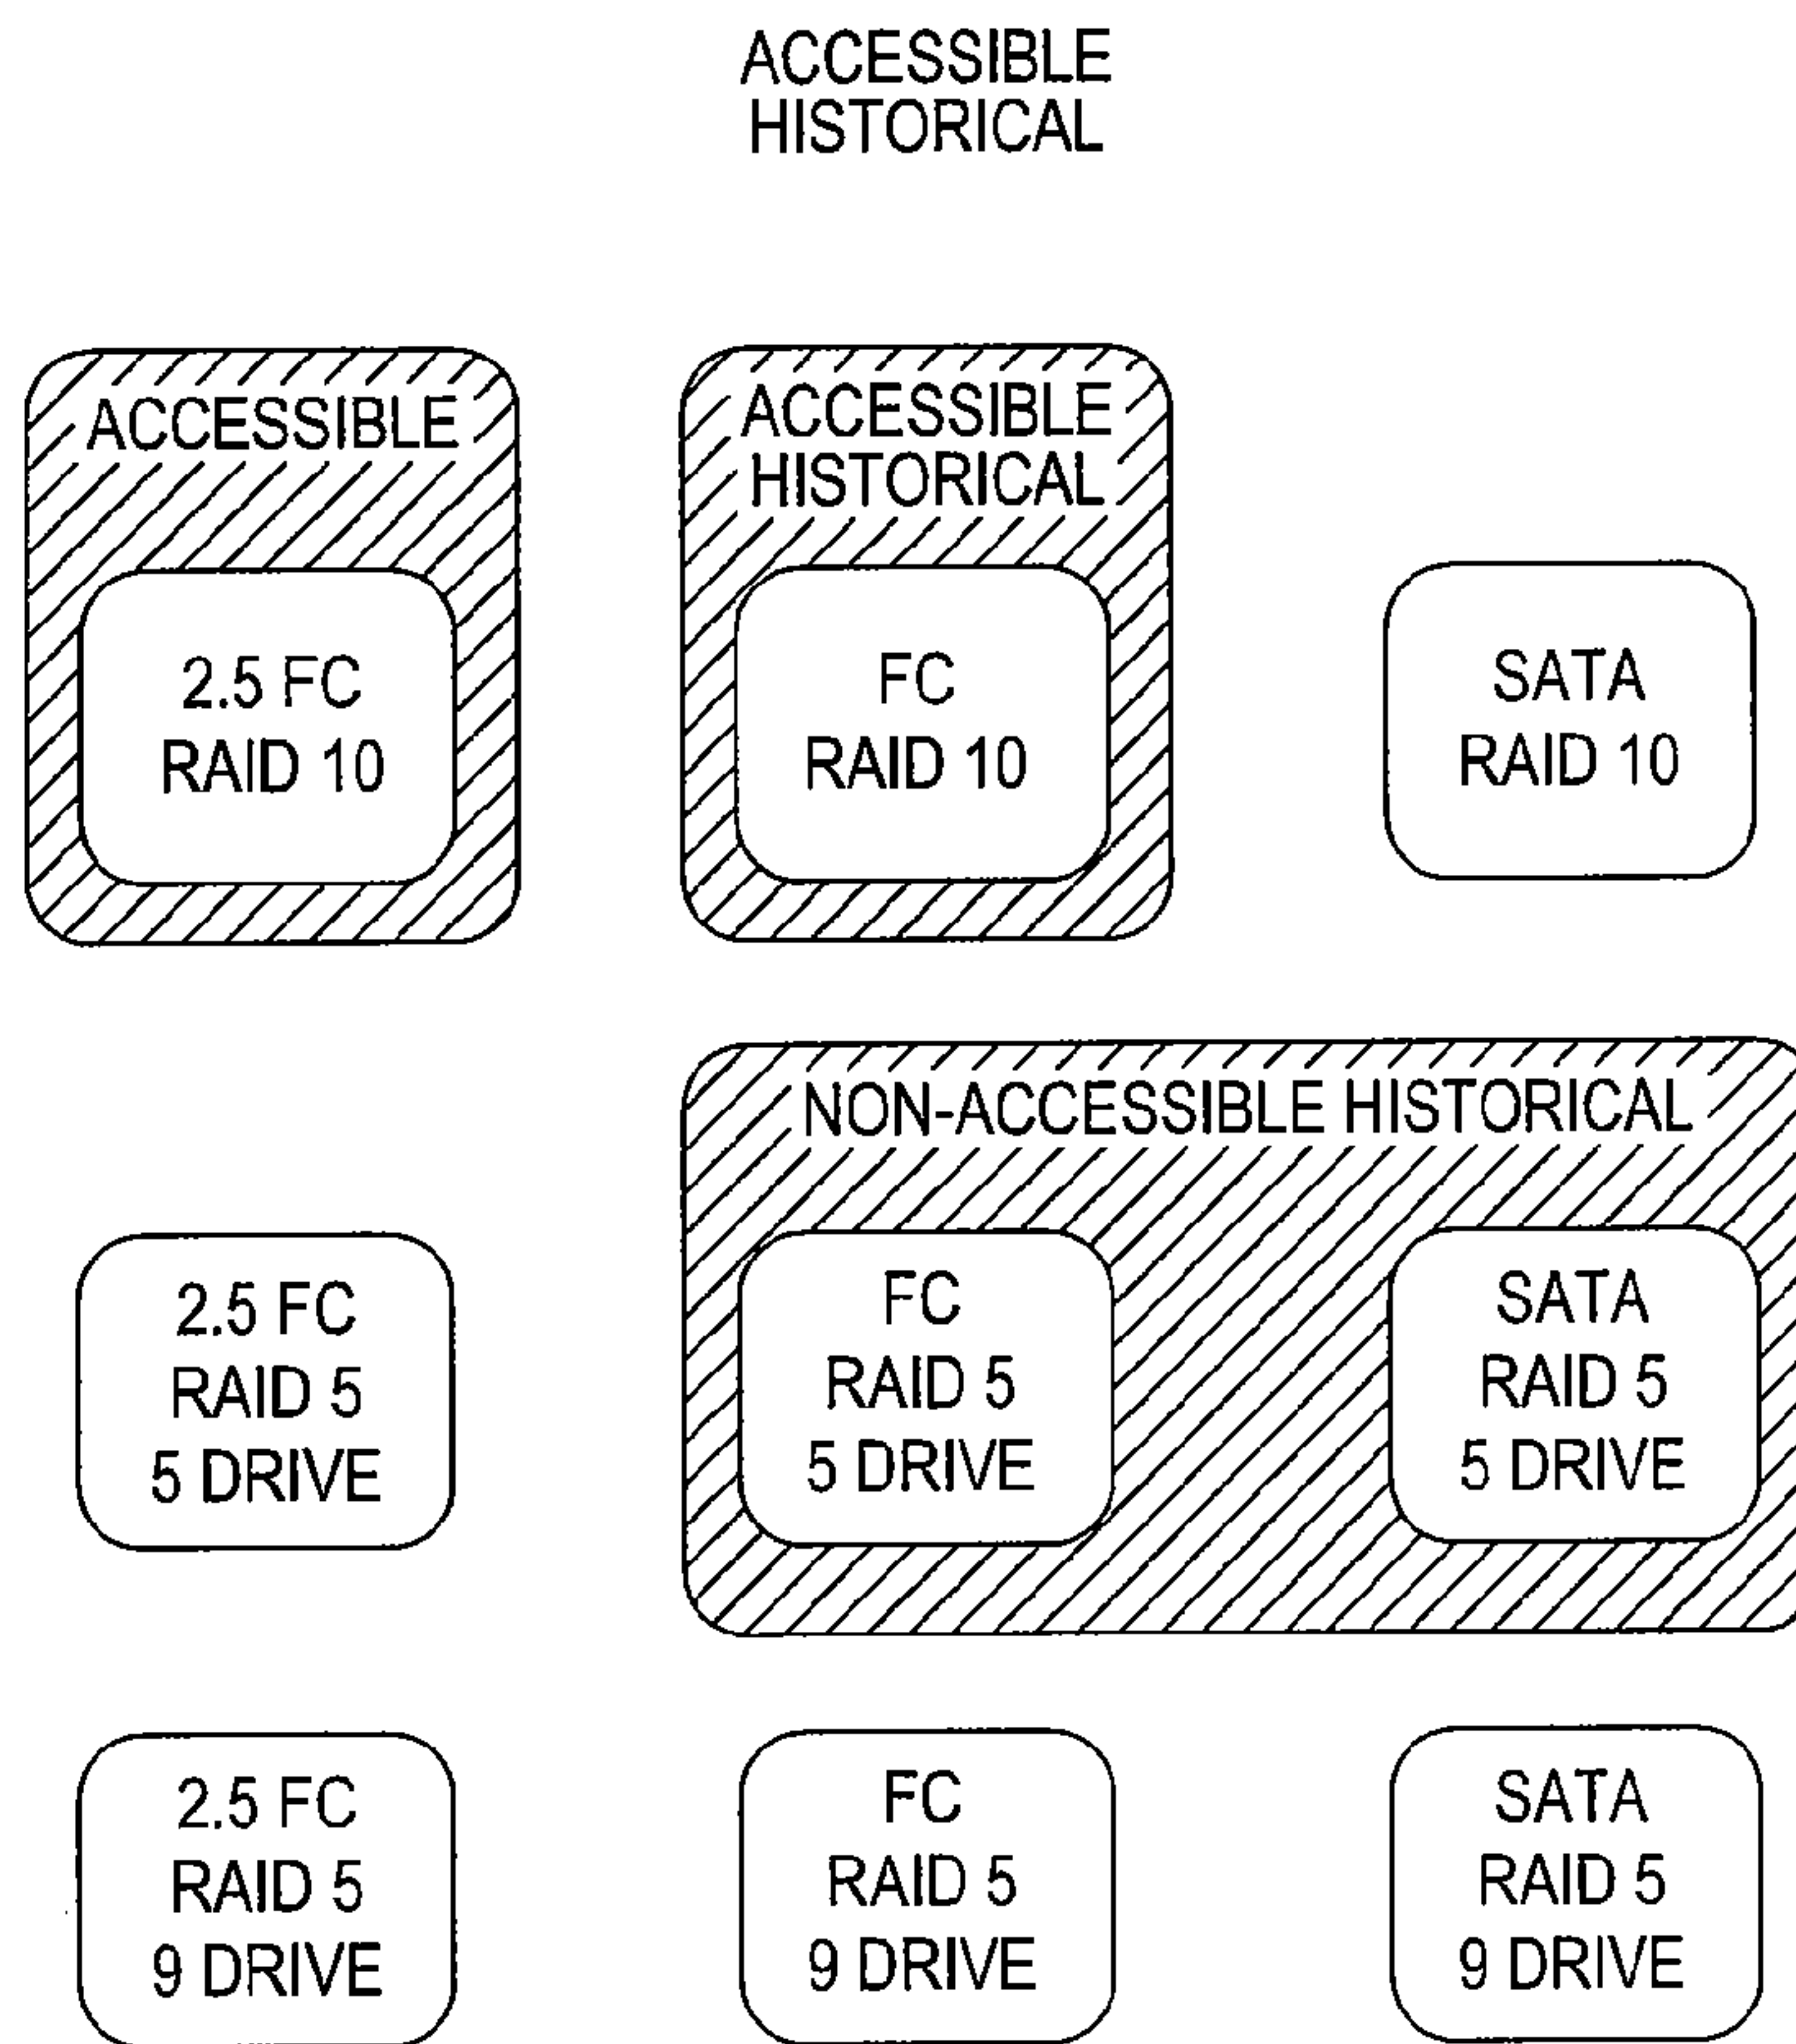 ACCESSIBLE
HISTORICAL
ACCESSIBLE
ACCESSIBLE
HISTORICAL
2.5 FC
RAID 10
FC
RAID 10
SATA
RAID 10
NON-ACCESSIBLE HISTORICAL
2.5 FC
RAID 5
5 DRIVE
FC
RAID 5
5 DRIVE
SATA
RAID 5
5 DRIVE
2.5 FC
RAID 5
9 DRIVE
FC
RAID 5
9 DRIVE
SATA
RAID 5
9 DRIVE